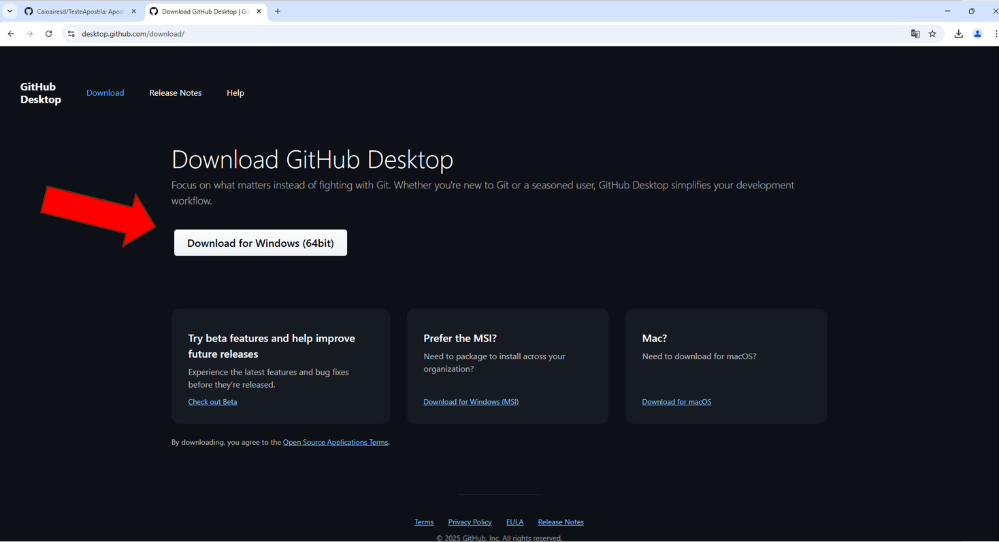 Caioairesd/TesteApostila: Apost
Download GitHub Desktop | Git
desktop.github.com/download/
GitHub
Desktop
Download
Release Notes
Help
Download GitHub Desktop
Focus on what matters instead of fighting with Git. Whether you're new to Git or a seasoned user, GitHub Desktop simplifies your development
workflow.
Download for Windows (64bit)
Try beta features and help improve
future releases
Experience the latest features and bug fixes
before they're released.
Check out Beta
Prefer the MSI?
Need to package to install across your
organization?
Download for Windows (MSI)
Mac?
Need to download for macOS?
Download for macOS
By downloading, you agree to the Open Source Applications Terms.
Terms
Privacy Policy
EULA
Release Notes
© 2025 GitHub, Inc. All rights reserved.